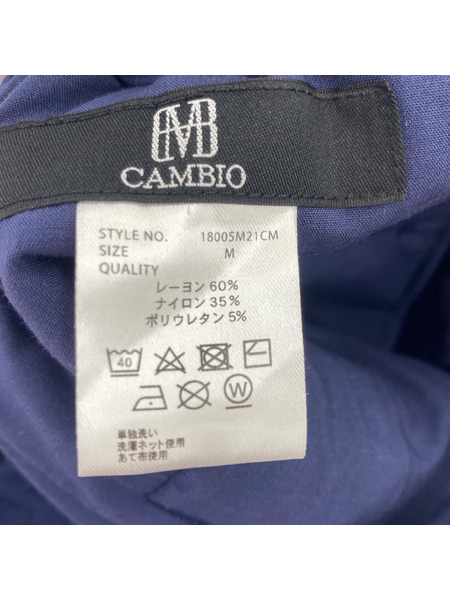 CAMBIO
STYLE NO. 18005M21CM
SIZE M
QUALITY
レーヨン 60%
ナイロン 35%
ポリウレタン 5%
40
W
単独洗い
洗濯ネット使用
あて布使用